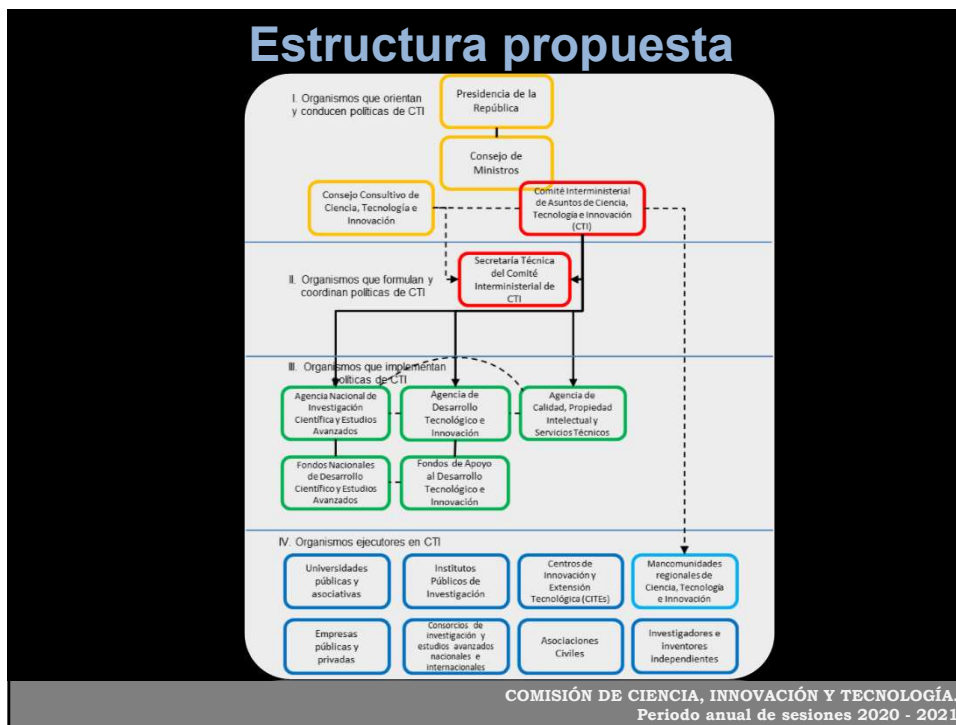 Estructura propuesta
I. Organismos que orientan
y conducen políticas de CTI
Presidencia de la
República
Consejo de
Ministros
Consejo Consultivo de
Ciencia, Tecnología e
Innovación
Comité Interministerial
de Asuntos de Ciencia,
Tecnología e Innovación
(CTI)
II. Organismos que formulan y
coordinan políticas de CTI
Secretaría Técnica
del Comité
Interministerial de
CTI
III. Organismos que implementan
políticas de CTI
Agencia Nacional de
Investigación
Científica y Estudios
Avanzados
Agencia de
Desarrollo
Tecnológico e
Innovación
Agencia de
Calidad, Propiedad
Intelectual y
Servicios Técnicos
Fondos Nacionales
de Desarrollo
Científico y Estudios
Avanzados
Fondos de Apoyo
al Desarrollo
Tecnológico e
Innovación
IV. Organismos ejecutores en CTI
Universidades
públicas y
asociativas
Institutos
Públicos de
Investigación
Centros de
Innovación y
Extensión
Tecnológica (CITEs)
Mancomunidades
regionales de
Ciencia, Tecnología
e Innovación
Empresas
públicas y
privadas
Consorcios de
investigación y
estudios avanzados
nacionales e
internacionales
Asociaciones
Civiles
Investigadores e
inventores
independientes
COMISIÓN DE CIENCIA, INNOVACIÓN Y TECNOLOGÍA.
Periodo anual de sesiones 2020 - 2021